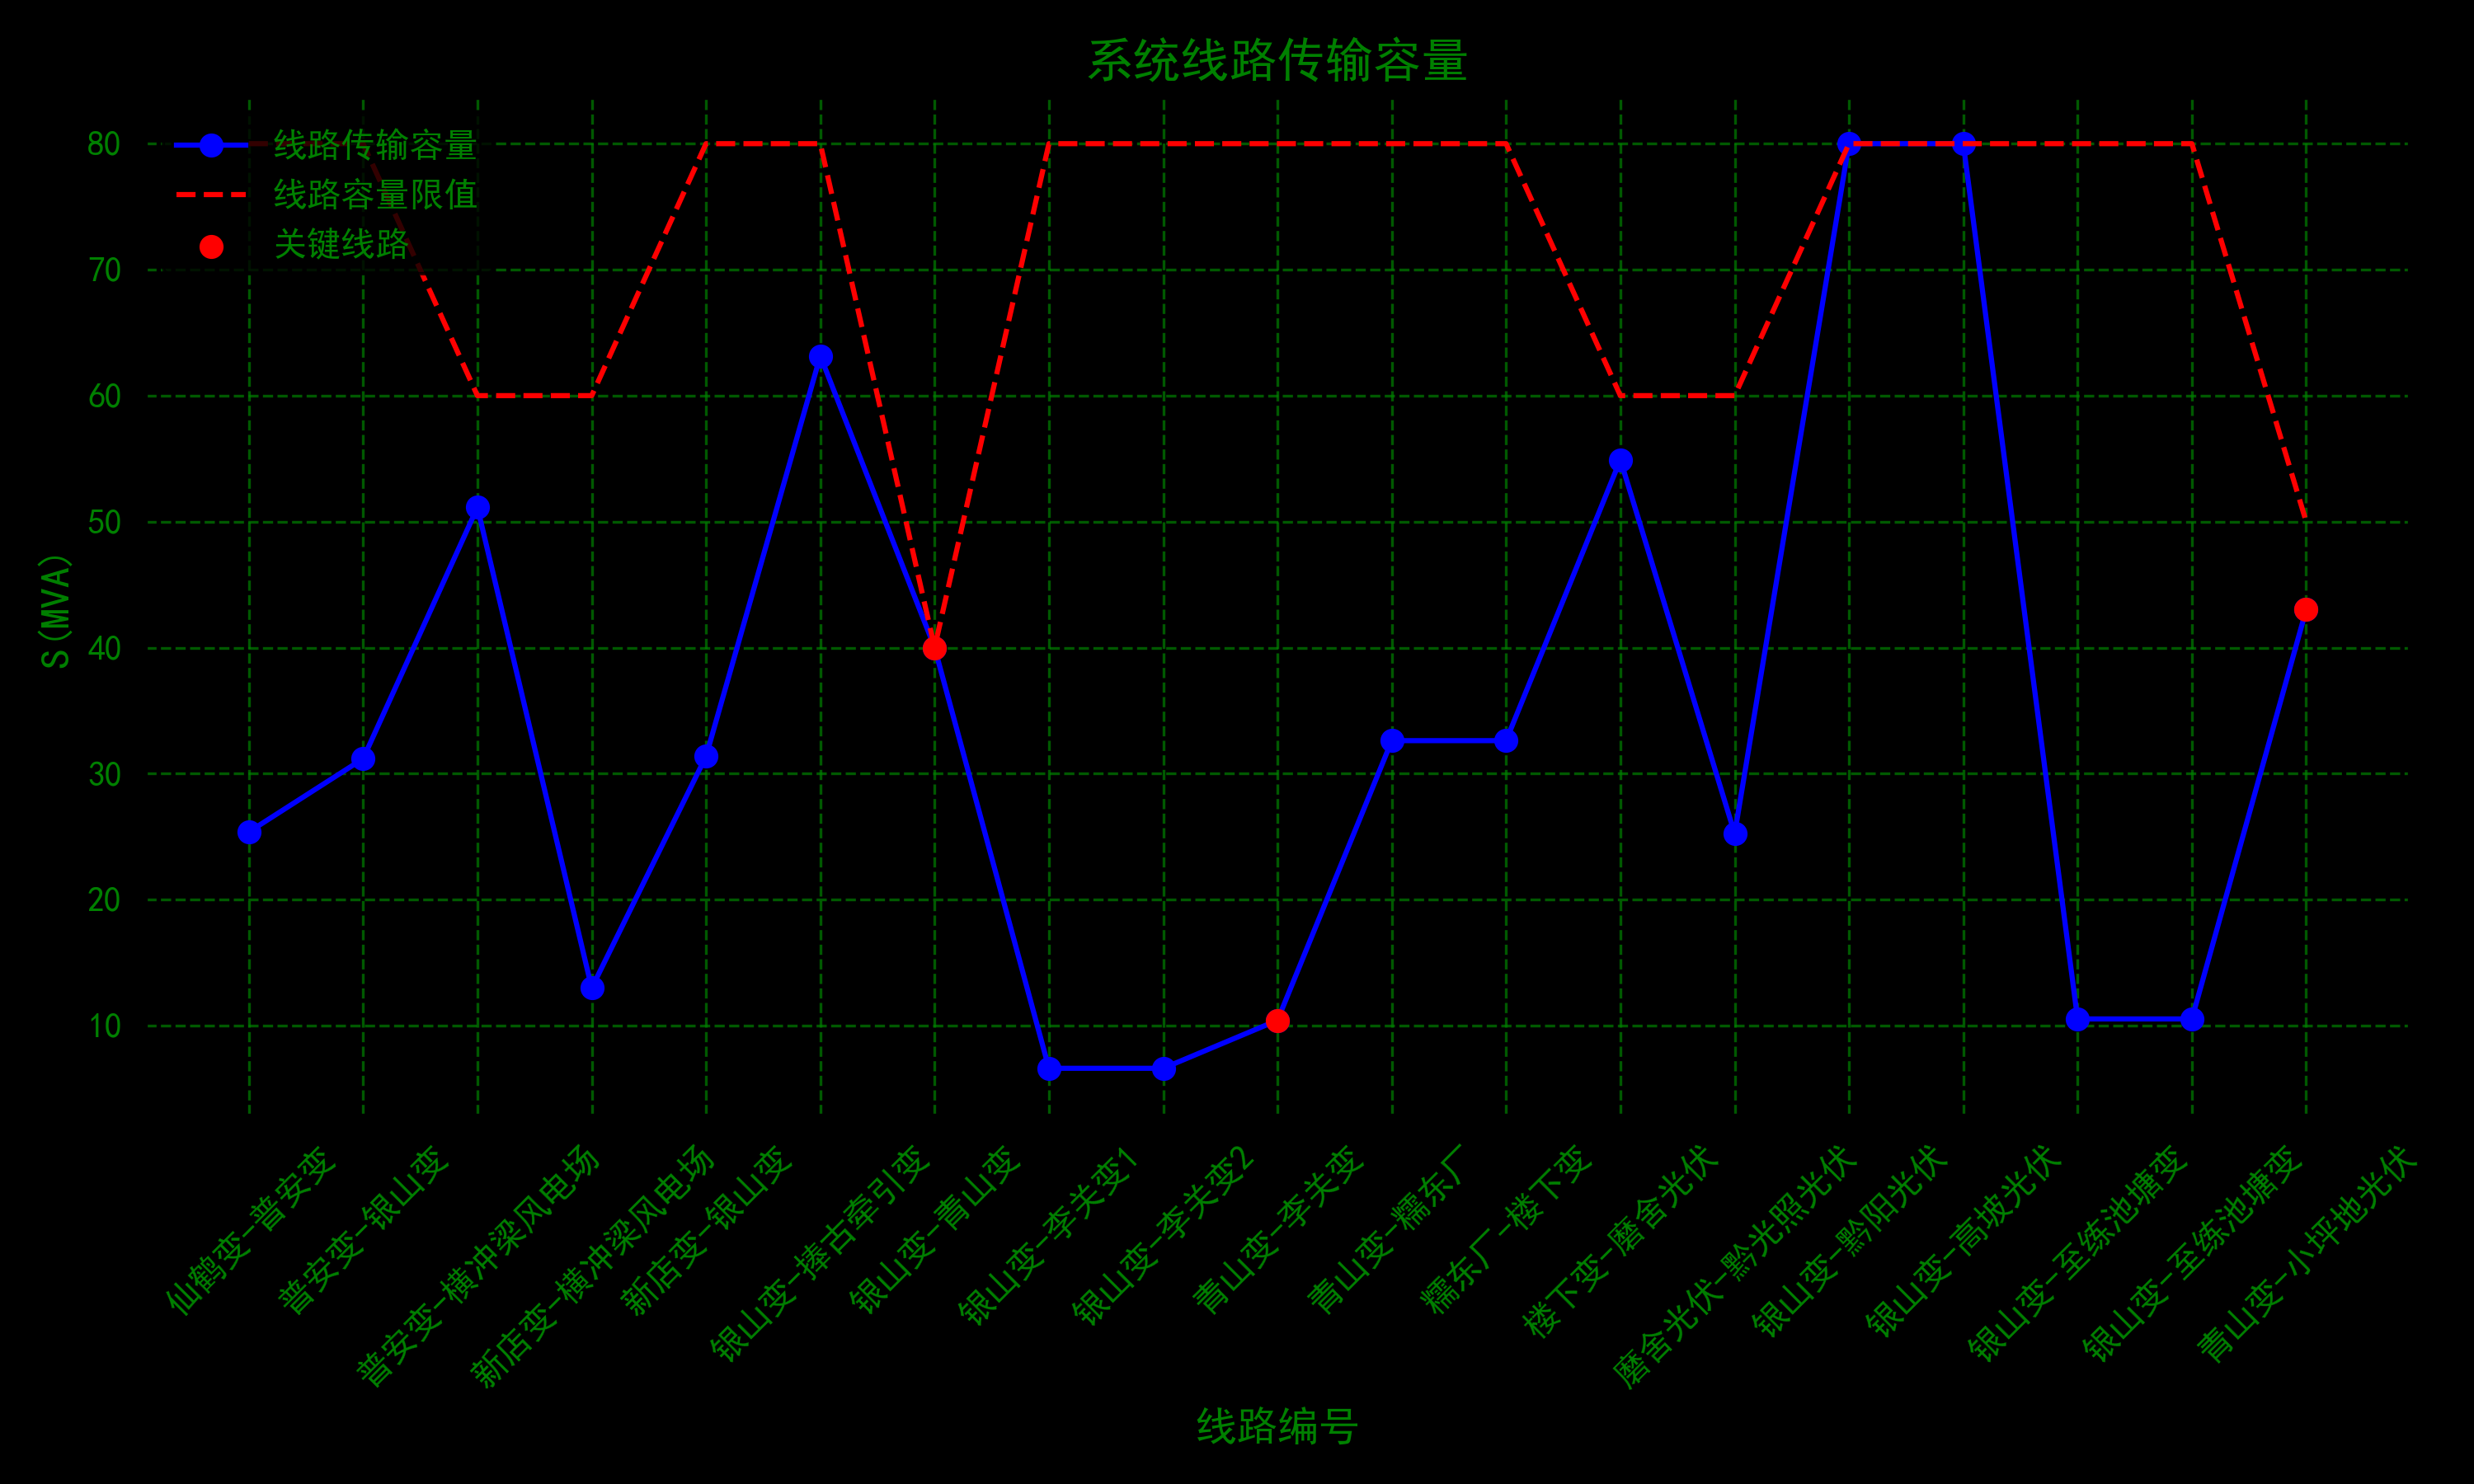 系统线路传输容量
线路传输容量
线路容量限值
关键线路
80
70
60
50
40
30
20
10
S (MVA)
仙鹤变-普安变
普安变-银山变
普安变-横冲梁风电场
新店变-横冲梁风电场
新店变-银山变
银山变-捧古牵引变
银山变-青山变
银山变-李关变1
银山变-李关变2
青山变-李关变
青山变-糯东厂
糯东厂-楼下变
楼下变-磨舍光伏
磨舍光伏-黔光照光伏
银山变-黔阳光伏
银山变-高坡光伏
银山变-至练池塘变
银山变-至练池塘变
青山变-小坪地光伏
线路编号